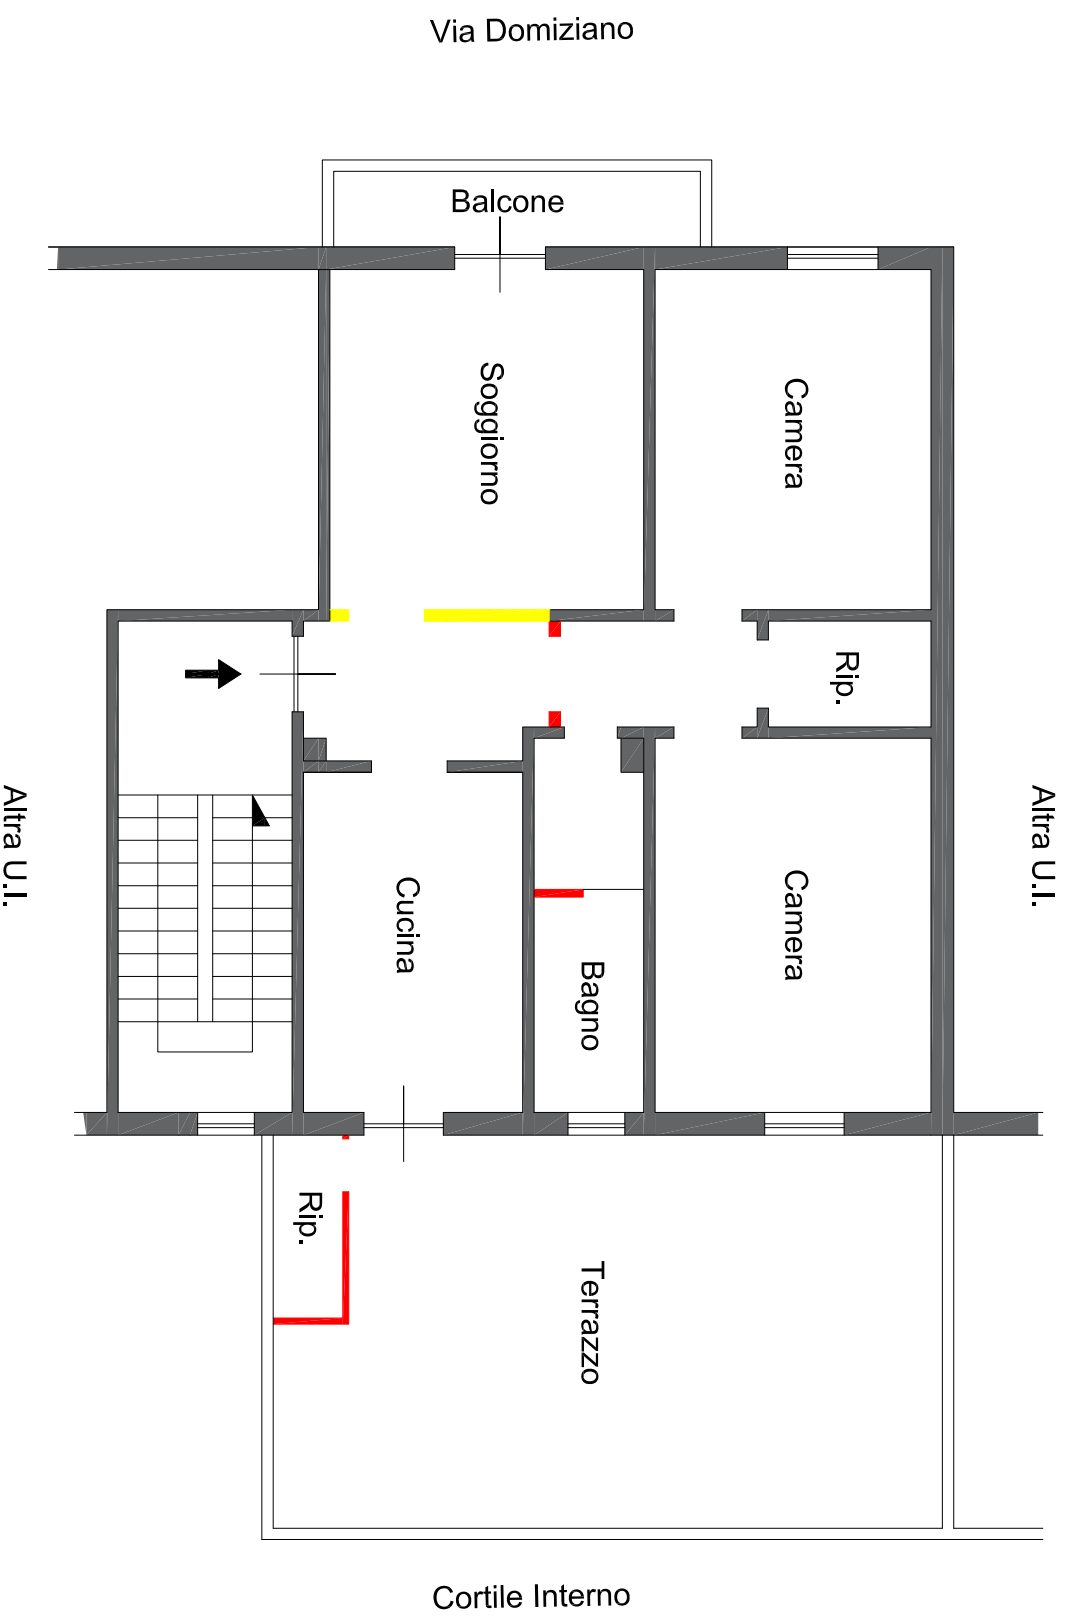 Via Domiziano
Balcone
Soggiorno
Camera
Rip.
Altra U.I.
Altra U.I.
Cucina
Camera
Bagno
Rip.
Terrazzo
Cortile Interno